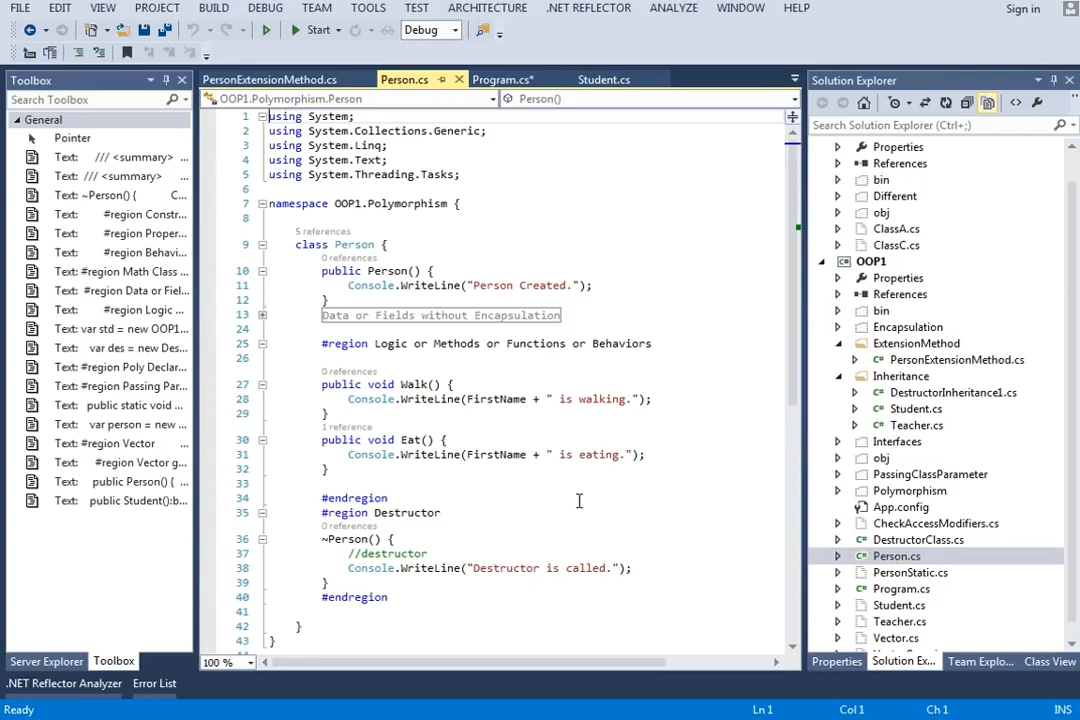 FILE EDIT VIEW PROJECT BUILD DEBUG TEAM TOOLS TEST ARCHITECTURE .NET REFLECTOR ANALYZE WINDOW HELP Sign in
Start Debug
Toolbox
Search Toolbox
General
Pointer
Text: /// <summary> ...
Text: /// <summary> ...
Text: ~Person() { C...
Text: #region Constr...
Text: #region Proper...
Text: #region Behavi...
Text: #region Math Class ...
Text: #region Data or Fiel...
Text: #region Logic ...
Text: var std = new OOP1...
Text: var des = new Des...
Text: #region Poly Declar...
Text: #region Passing Par...
Text: public static void ...
Text: var person = new ...
Text: #region Vector
Text: #region Vector g...
Text: public Person() { ...
Text: public Student():b...
Server Explorer Toolbox
PersonExtensionMethod.cs Person.cs Program.cs* Student.cs
OOP1.Polymorphism.Person Person()
1 using System;
2 using System.Collections.Generic;
3 using System.Linq;
4 using System.Text;
5 using System.Threading.Tasks;
6
7 namespace OOP1.Polymorphism {
8
5 references
9 class Person {
0 references
10 public Person() {
11 Console.WriteLine("Person Created.");
12 }
13 Data or Fields without Encapsulation
24
25 #region Logic or Methods or Functions or Behaviors
26
0 references
27 public void Walk() {
28 Console.WriteLine(FirstName + " is walking.");
29 }
1 reference
30 public void Eat() {
31 Console.WriteLine(FirstName + " is eating.");
32 }
33
34 #endregion
35 #region Destructor
0 references
36 ~Person() {
37 //destructor
38 Console.WriteLine("Destructor is called.");
39 }
40 #endregion
41
42 }
43 }
100 %
Solution Explorer
Search Solution Explorer (Ctrl+;)
Properties
References
bin
Different
obj
ClassA.cs
ClassC.cs
OOP1
Properties
References
bin
Encapsulation
ExtensionMethod
PersonExtensionMethod.cs
Inheritance
DestructorInheritance1.cs
Student.cs
Teacher.cs
Interfaces
obj
PassingClassParameter
Polymorphism
App.config
CheckAccessModifiers.cs
DestructorClass.cs
Person.cs
PersonStatic.cs
Program.cs
Student.cs
Teacher.cs
Vector.cs
Properties Solution Ex... Team Explo... Class View
.NET Reflector Analyzer Error List
Ready Ln 1 Col 1 Ch 1 INS